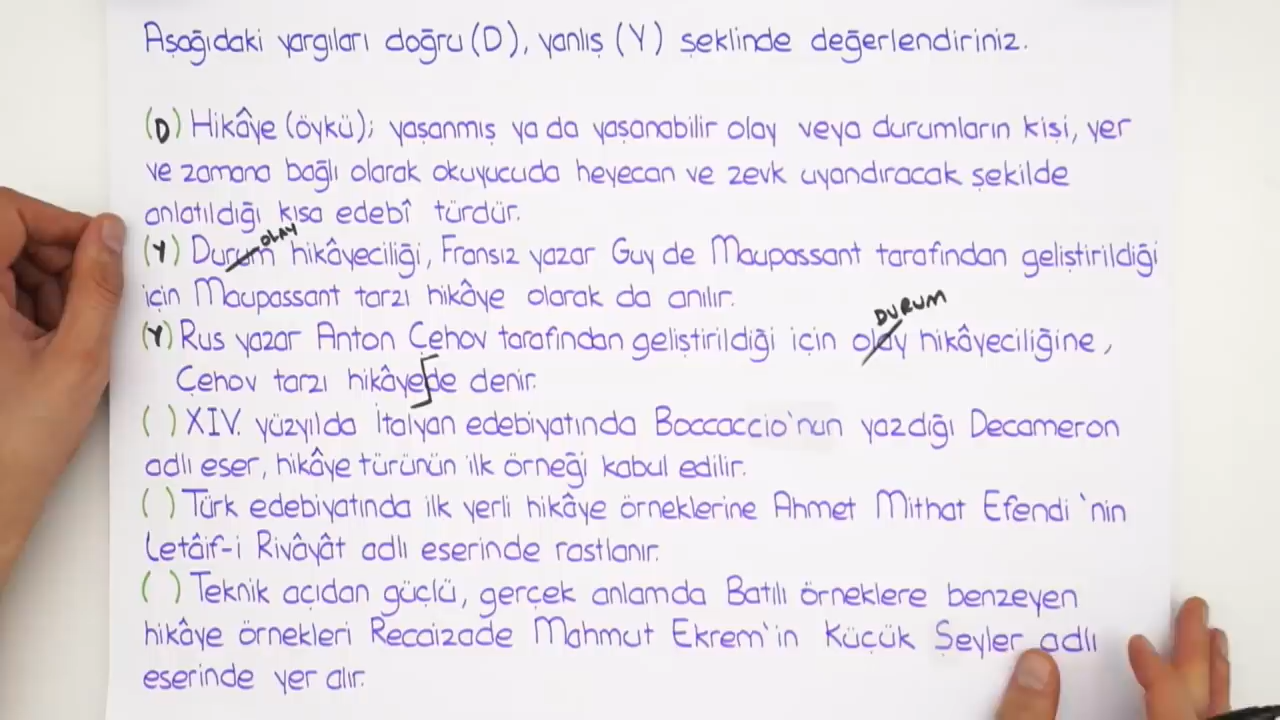 Aşağıdaki yargıları doğru (D), yanlış (Y) şeklinde değerlendiriniz.
(D) Hikâye (öykü); yaşanmış ya da yaşanabilir olay veya durumların kişi, yer
ve zamana bağlı olarak okuyucuda heyecan ve zevk uyandıracak şekilde
anlatıldığı kısa edebî türdür.
OLAY
(Y) Durum hikâyeciliği, Fransız yazar Guy de Maupassant tarafından geliştirildiği
için Maupassant tarzı hikâye olarak da anılır.
DURUM
(Y) Rus yazar Anton Çehov tarafından geliştirildiği için olay hikâyeciliğine,
Çehov tarzı hikâyede denir.
( ) XIV. yüzyılda İtalyan edebiyatında Boccaccio'nun yazdığı Decameron
adlı eser, hikâye türünün ilk örneği kabul edilir.
( ) Türk edebiyatında ilk yerli hikâye örneklerine Ahmet Mithat Efendi'nin
Letâif-i Rivâyât adlı eserinde rastlanır.
( ) Teknik açıdan güçlü, gerçek anlamda Batılı örneklere benzeyen
hikâye örnekleri Recaizade Mahmut Ekrem'in Küçük Şeyler adlı
eserinde yer alır.